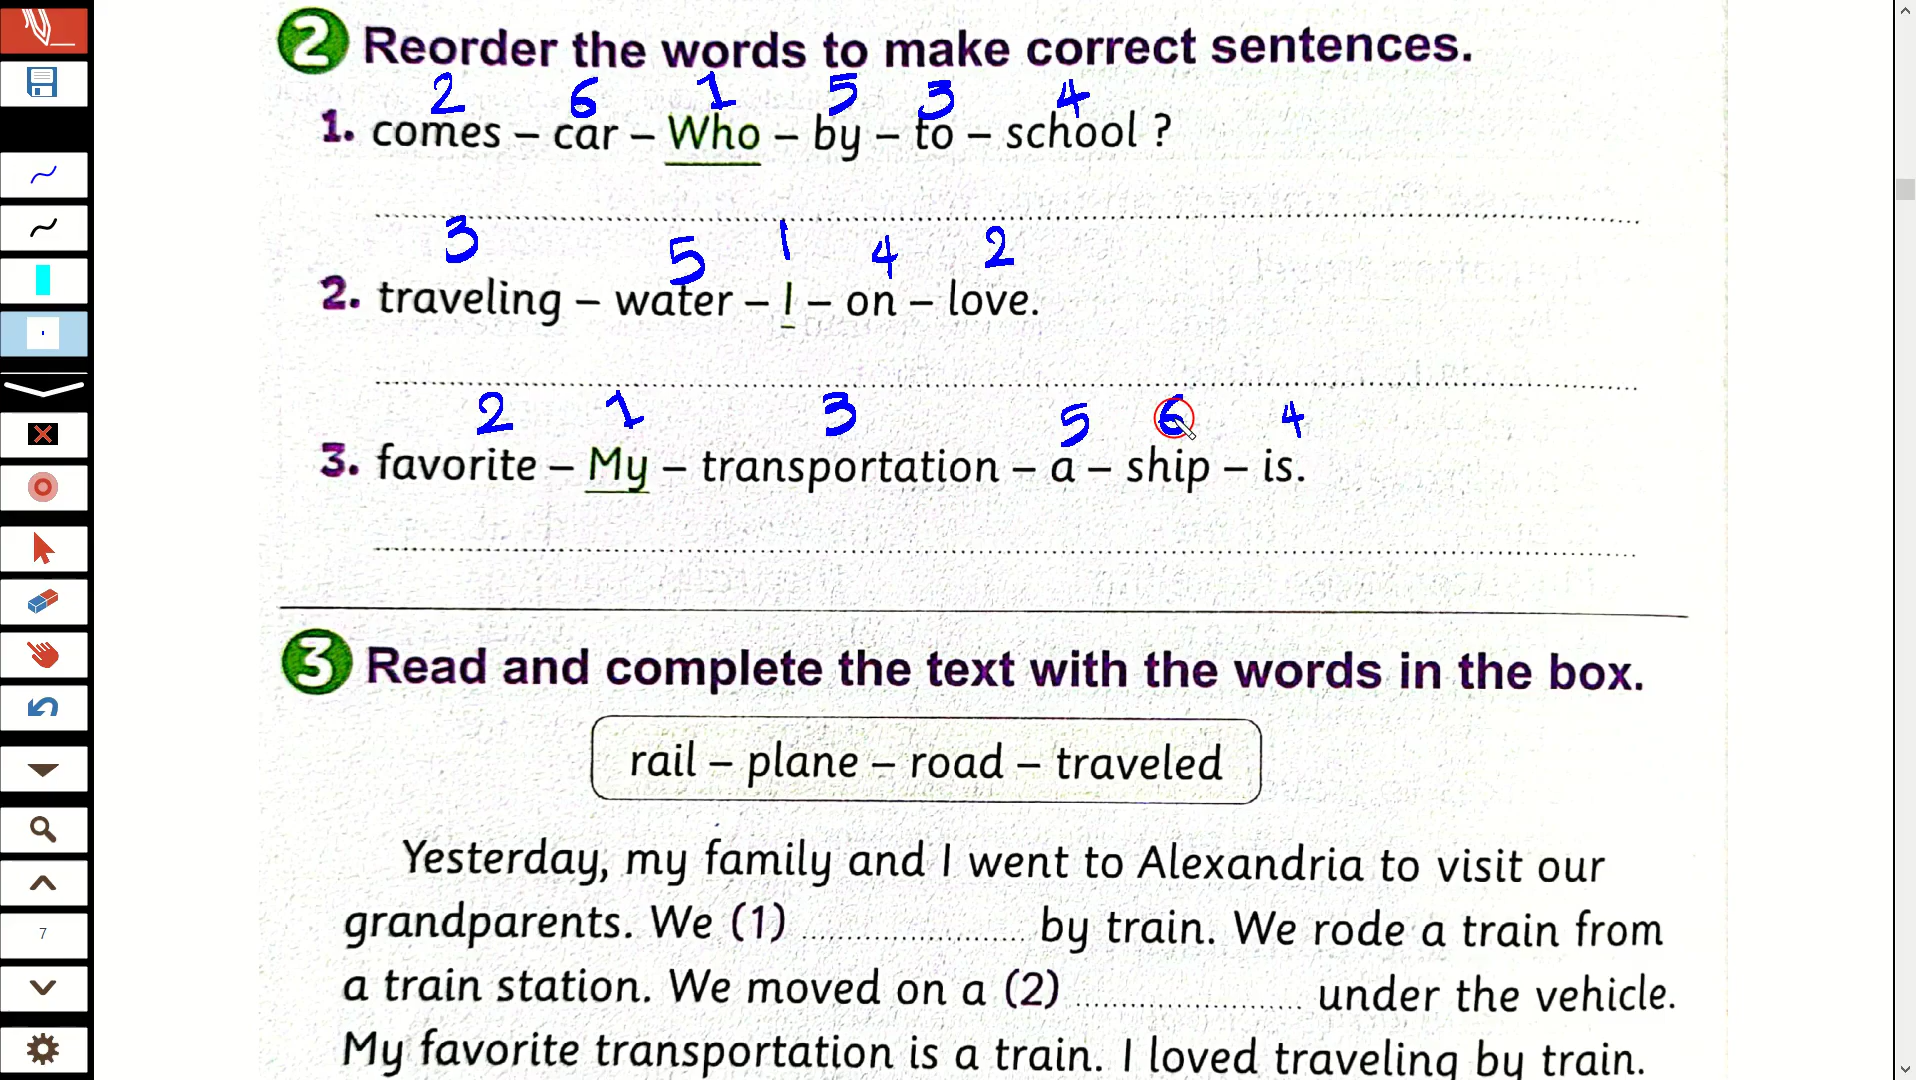 2 Reorder the words to make correct sentences.
2 6 1 5 3 4
1. comes – car – Who – by – to – school ?
3 5 1 4 2
2. traveling – water – I – on – love.
2 1 3 5 6 4
3. favorite – My – transportation – a – ship – is.
3 Read and complete the text with the words in the box.
rail – plane – road – traveled
Yesterday, my family and I went to Alexandria to visit our
grandparents. We (1) ........................ by train. We rode a train from
a train station. We moved on a (2) ........................ under the vehicle.
My favorite transportation is a train. I loved traveling by train.
7